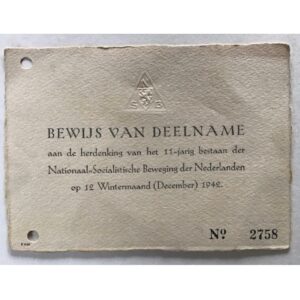 NSB
BEWIJS VAN DEELNAME
aan de herdenking van het 11-jarig bestaan der
Nationaal-Socialistische Beweging der Nederlanden
op 12 Wintermaand (December) 1942.
No 2758